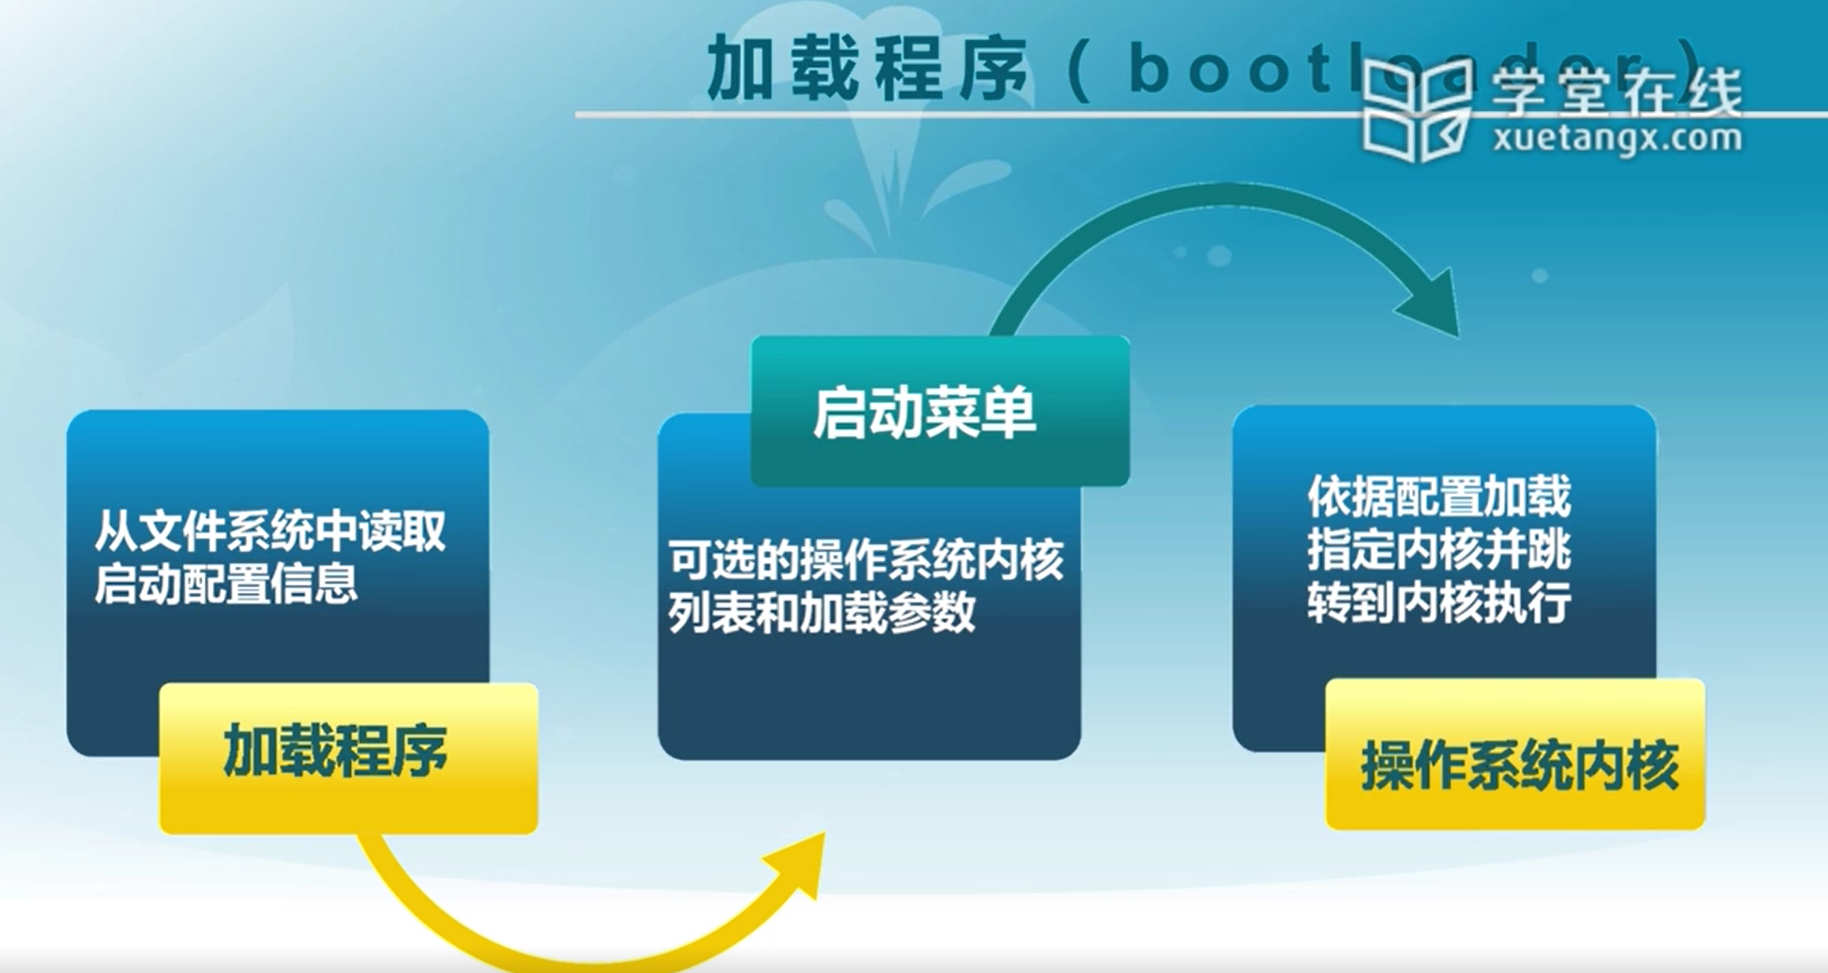 加载程序（bootloader）
学堂在线
xuetangx.com
从文件系统中读取
启动配置信息
加载程序
启动菜单
可选的操作系统内核
列表和加载参数
依据配置加载
指定内核并跳
转到内核执行
操作系统内核